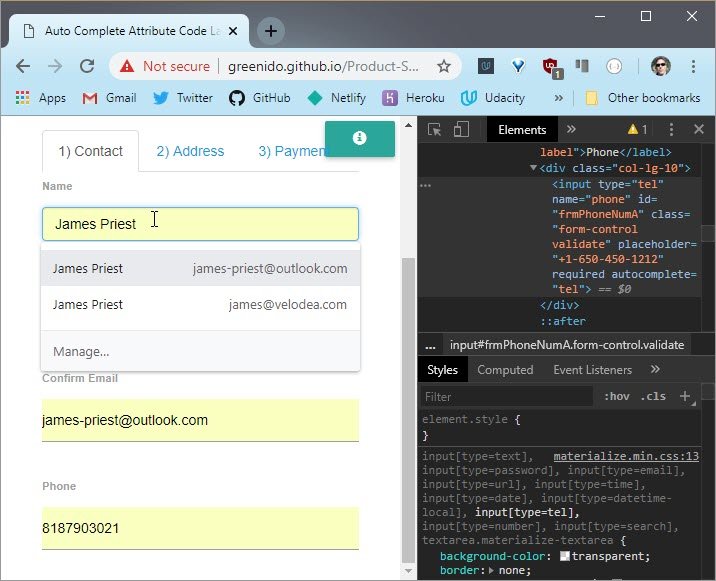 Auto Complete Attribute Code La
Not secure | greenido.github.io/Product-S...
1
Apps Gmail Twitter GitHub Netlify Heroku Udacity » Other bookmarks
1) Contact 2) Address 3) Payment
Name
James Priest
James Priest james-priest@outlook.com
James Priest james@velodea.com
Manage...
Confirm Email
james-priest@outlook.com
Phone
8187903021
Elements » 1
label">Phone</label>
<div class="col-lg-10">
... <input type="tel"
name="phone" id=
"frmPhoneNumA" class=
"form-control
validate" placeholder=
"+1-650-450-1212"
required autocomplete=
"tel"> == $0
</div>
::after
... input#frmPhoneNumA.form-control.validate
Styles Computed Event Listeners »
Filter :hov .cls +
element.style {
}
input[type=text], materialize.min.css:13
input[type=password], input[type=email],
input[type=url], input[type=time],
input[type=date], input[type=datetime-
local], input[type=tel],
input[type=number], input[type=search],
textarea.materialize-textarea {
background-color: transparent;
border: none;